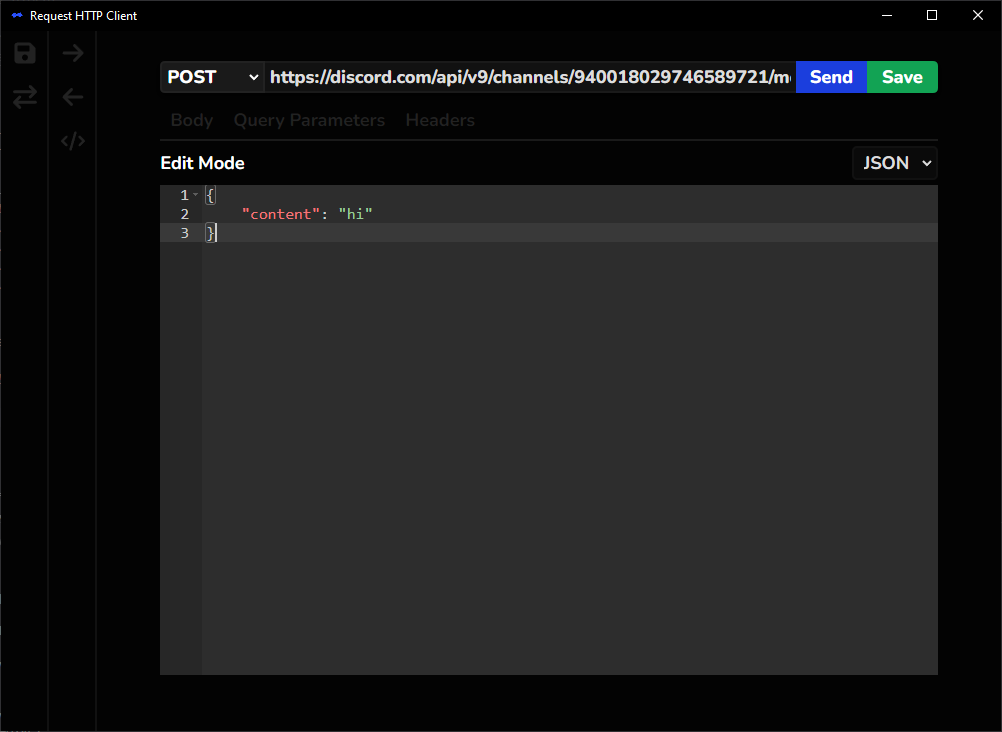 Request HTTP Client
POST https://discord.com/api/v9/channels/940018029746589721/m Send Save
Body Query Parameters Headers
Edit Mode JSON
1 {
2 "content": "hi"
3 }